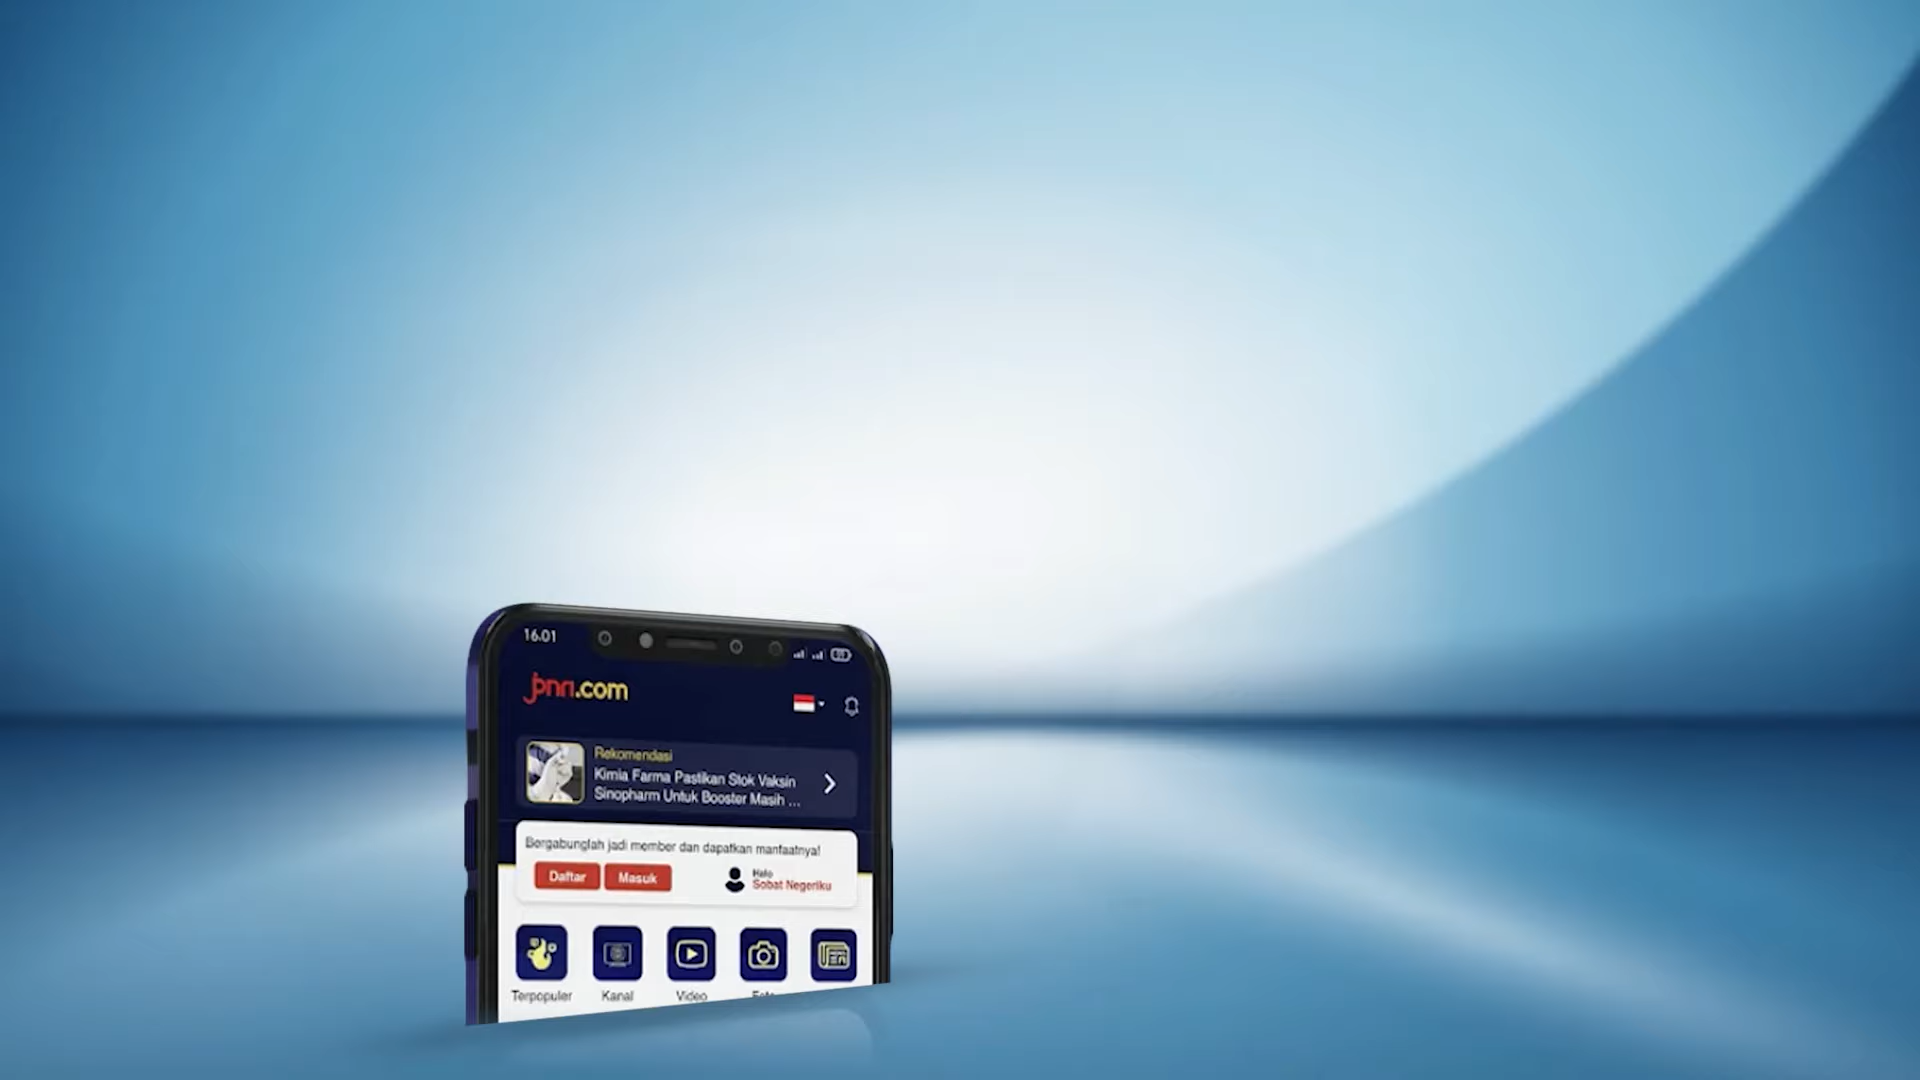 16.01
jpnn.com
Rekomendasi
Kimia Farma Pastikan Stok Vaksin
Sinopharm Untuk Booster Masih ...
Bergabunglah jadi member dan dapatkan manfaatnya!
Daftar
Masuk
Halo
Sobat Negeriku
Terpopuler
Kanal
Video